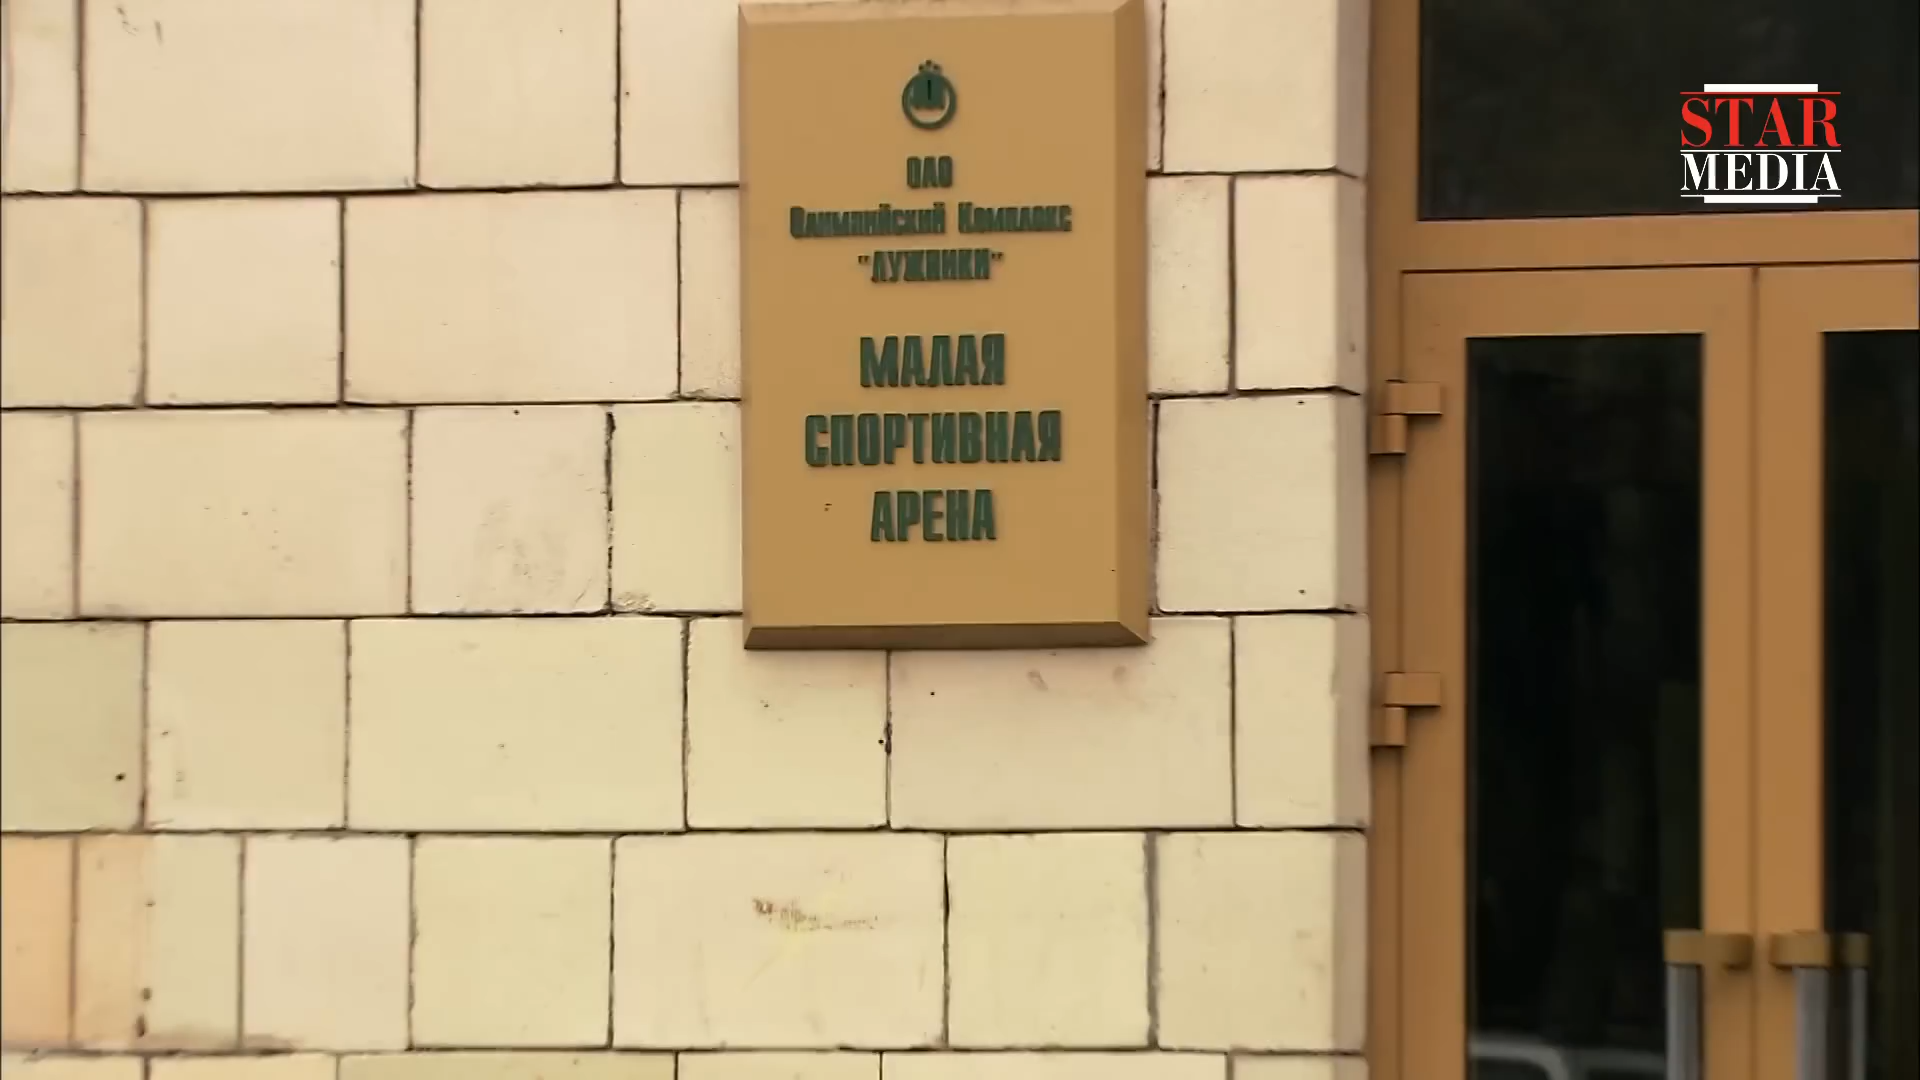 ОАО
Олимпийский Комплекс
"ЛУЖНИКИ"
МАЛАЯ
СПОРТИВНАЯ
АРЕНА
STAR
MEDIA